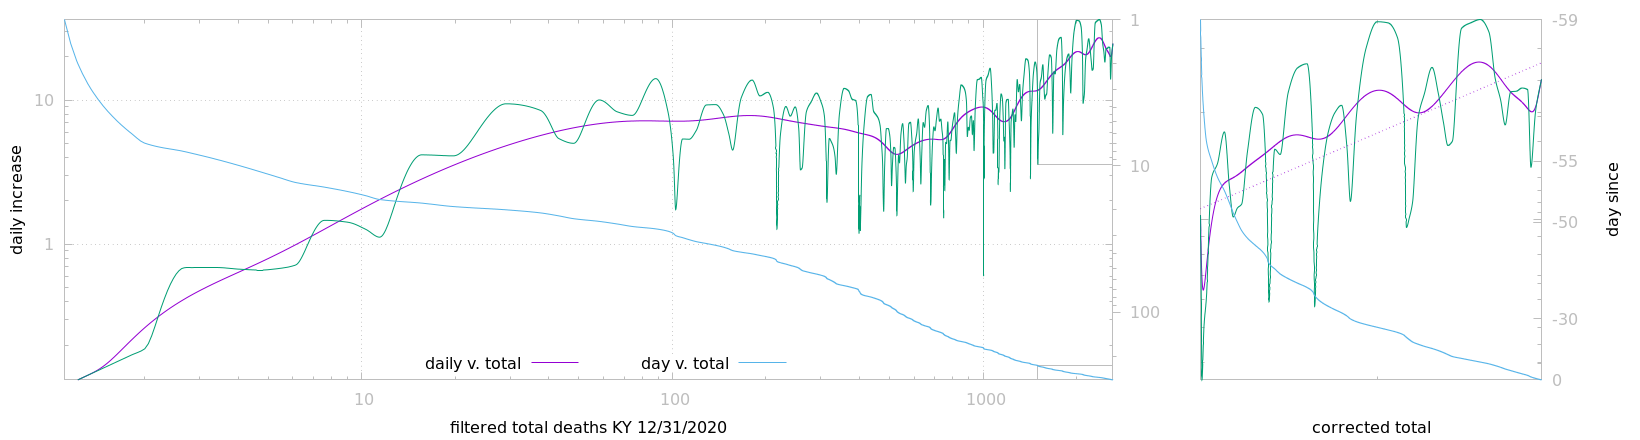 daily increase
10
1
1
10
100
daily v. total
day v. total
10
100
1000
filtered total deaths KY 12/31/2020
-59
-55
-50
-30
0
day since
corrected total